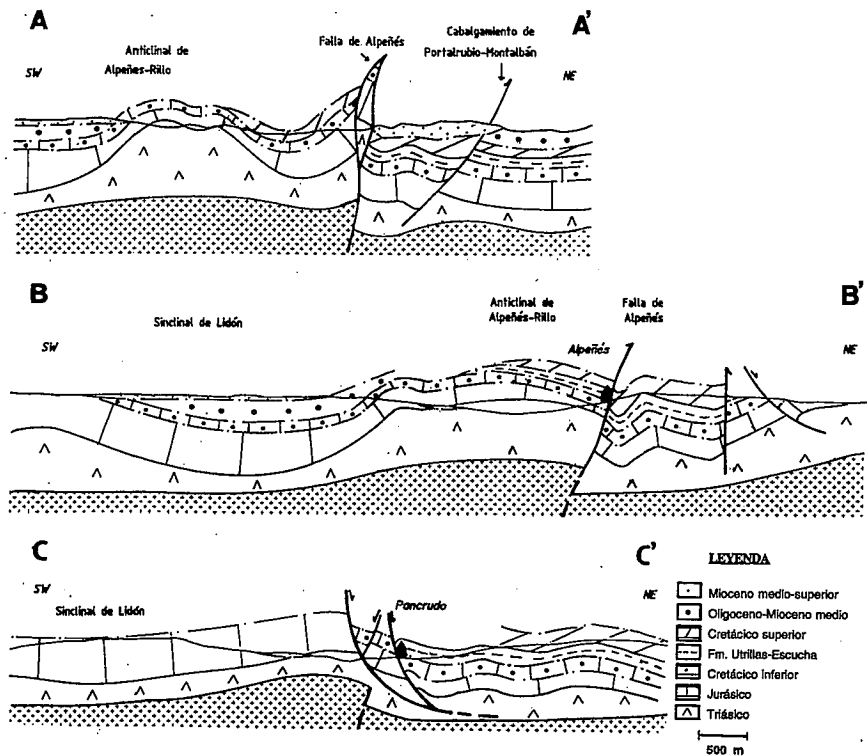 A
A'
Anticlinal de
Alpeñes-Rillo
Falla de Alpeñés
Cabalgamiento de
Portalrubio-Montalbán
SW
NE
B
B'
Sinclinal de Lidón
Anticlinal de
Alpeñés-Rillo
Falla de
Alpeñés
SW
Alpeñés
NE
C
C'
SW
Sinclinal de Lidón
Pancrudo
NE
LEYENDA
Mioceno medio-superior
Oligoceno-Mioceno medio
Cretácico superior
Fm. Utrillas-Escucha
Cretácico inferior
Jurásico
Triásico
500 m